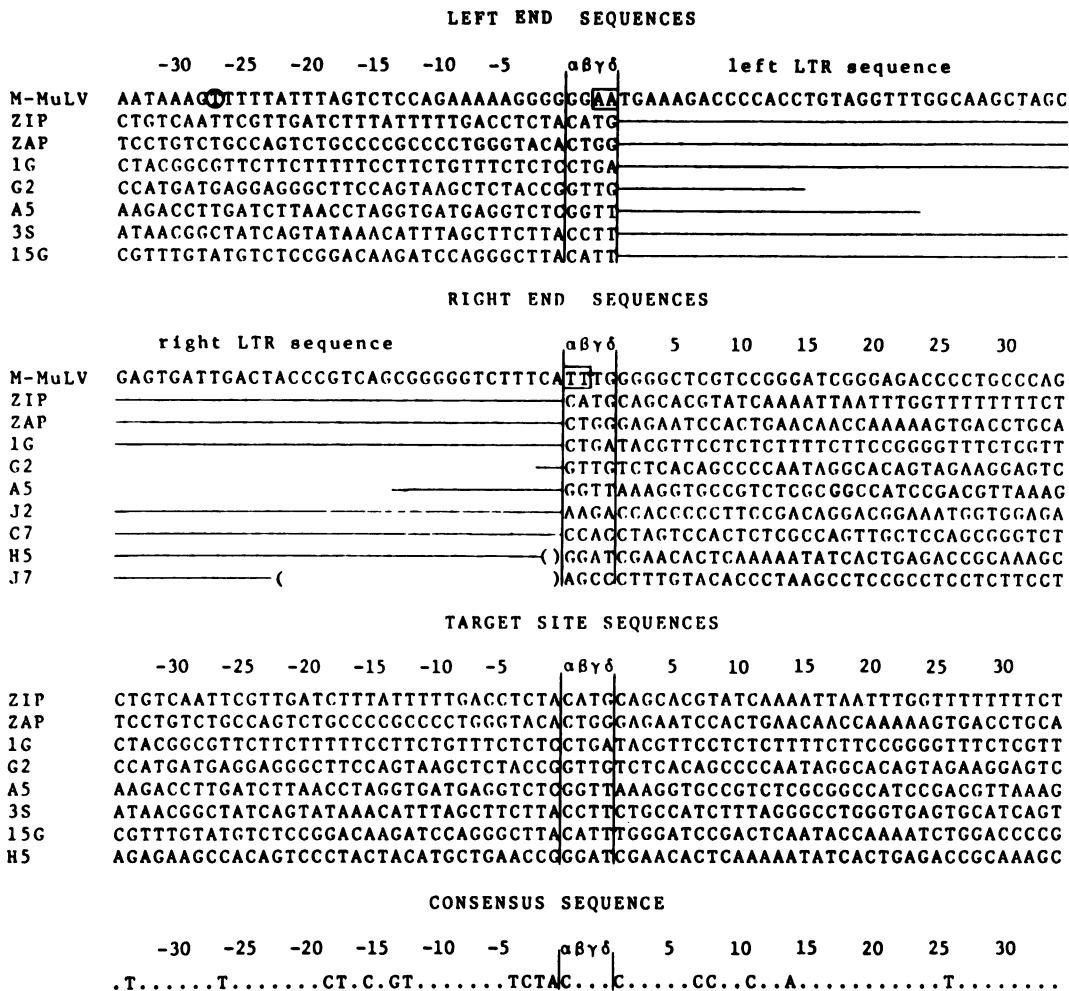 LEFT END SEQUENCES
-30 -25 -20 -15 -10 -5 αβγδ left LTR sequence
M-MuLV AATAAAGTTTTTATTTAGTCTCCAGAAAAAGGGGGGAATGAAAGACCCCACCTGTAGGTTTGGCAAGCTAGC
ZIP CTGTCAATTCGTTGATCTTTATTTTTGACCTCTACATG
ZAP TCCTGTCTGCCAGTCTGCCCCGCCCCTGGGTACACTGG
1G CTACGGCGTTCTTCTTTTTCCTTCTGTTTCTCTCCTGA
G2 CCATGATGAGGAGGGCTTCCAGTAAGCTCTACCGGTTG
A5 AAGACCTTGATCTTAACCTAGGTGATGAGGTCTCGGTT
3S ATAACGGCTATCAGTATAAACATTTAGCTTCTTACCTT
15G CGTTTGTATGTCTCCGGACAAGATCCAGGGCTTACATT
RIGHT END SEQUENCES
right LTR sequence αβγδ 5 10 15 20 25 30
M-MuLV GAGTGATTGACTACCCGTCAGCGGGGGTCTTTCATTTGGGGGCTCGTCCGGGATCGGGAGACCCCTGCCCAG
ZIP CATGCAGCACGTATCAAAATTAATTTGGTTTTTTTTCT
ZAP CTGGGAGAATCCACTGAACAACCAAAAAGTGACCTGCA
1G CTGATACGTTCCTCTCTTTTCTTCCGGGGTTTCTCGTT
G2 GTTGTCTCACAGCCCCAATAGGCACAGTAGAAGGAGTC
A5 GGTTAAAGGTGCCGTCTCGCGGCCATCCGACGTTAAAG
J2 AAGACCACCCCCTTCCGACAGGACGGAAATGGTGGAGA
C7 CCAGCTAGTCCACTCTCGCCAGTTGCTCCAGCGGGTCT
H5 ()GGATCGAACACTCAAAAATATCACTGAGACCGCAAAGC
J7 ( )AGCCCTTTGTACACCCTAAGCCTCCGCCTCCTCTTCCT
TARGET SITE SEQUENCES
-30 -25 -20 -15 -10 -5 αβγδ 5 10 15 20 25 30
ZIP CTGTCAATTCGTTGATCTTTATTTTTGACCTCTACATGCAGCACGTATCAAAATTAATTTGGTTTTTTTTCT
ZAP TCCTGTCTGCCAGTCTGCCCCGCCCCTGGGTACACTGGGAGAATCCACTGAACAACCAAAAAGTGACCTGCA
1G CTACGGCGTTCTTCTTTTTCCTTCTGTTTCTCTCCTGATACGTTCCTCTCTTTTCTTCCGGGGTTTCTCGTT
G2 CCATGATGAGGAGGGCTTCCAGTAAGCTCTACCGGTTGTCTCACAGCCCCAATAGGCACAGTAGAAGGAGTC
A5 AAGACCTTGATCTTAACCTAGGTGATGAGGTCTCGGTTAAAGGTGCCGTCTCGCGGCCATCCGACGTTAAAG
3S ATAACGGCTATCAGTATAAACATTTAGCTTCTTACCTTCTGCCATCTTTAGGGCCTGGGTGAGTGCATCAGT
15G CGTTTGTATGTCTCCGGACAAGATCCAGGGCTTACATTTGGGATCCGACTCAATACCAAAATCTGGACCCCG
H5 AGAGAAGCCACAGTCCCTACTACATGCTGAACCGGGATCGAACACTCAAAAATATCACTGAGACCGCAAAGC
CONSENSUS SEQUENCE
-30 -25 -20 -15 -10 -5 αβγδ 5 10 15 20 25 30
.T......T.......CT.C.GT.......TCTAC...C.....CC..C..A...........T........